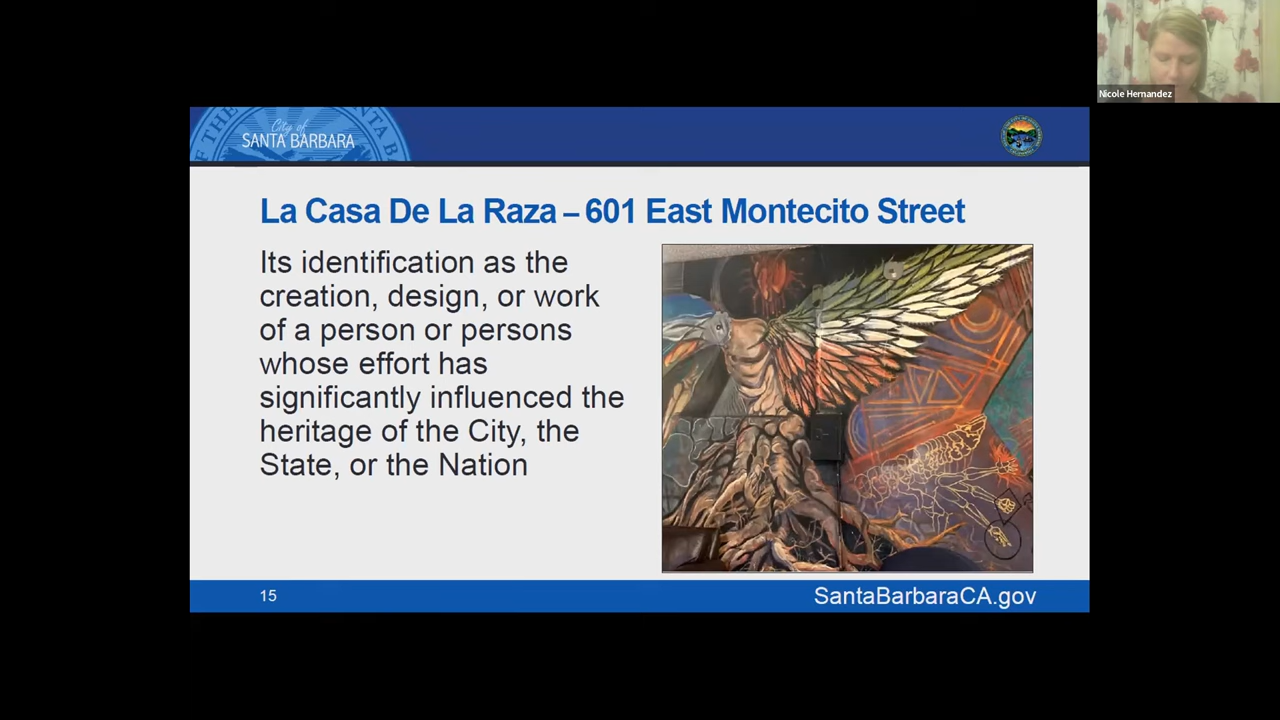 Nicole Hernandez
City of
SANTA BARBARA
La Casa De La Raza – 601 East Montecito Street
Its identification as the
creation, design, or work
of a person or persons
whose effort has
significantly influenced the
heritage of the City, the
State, or the Nation
15
SantaBarbaraCA.gov